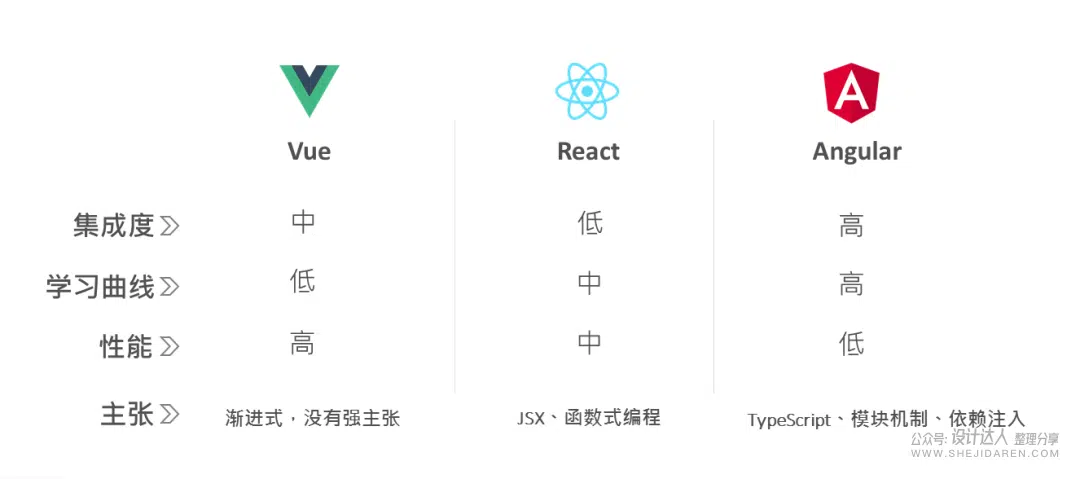 Vue React Angular
集成度 中 低 高
学习曲线 低 中 高
性能 高 中 低
主张 渐进式，没有强主张 JSX、函数式编程 TypeScript、模块机制、依赖注入
公众号: 设计达人 整理分享
WWW.SHEJIDAREN.COM